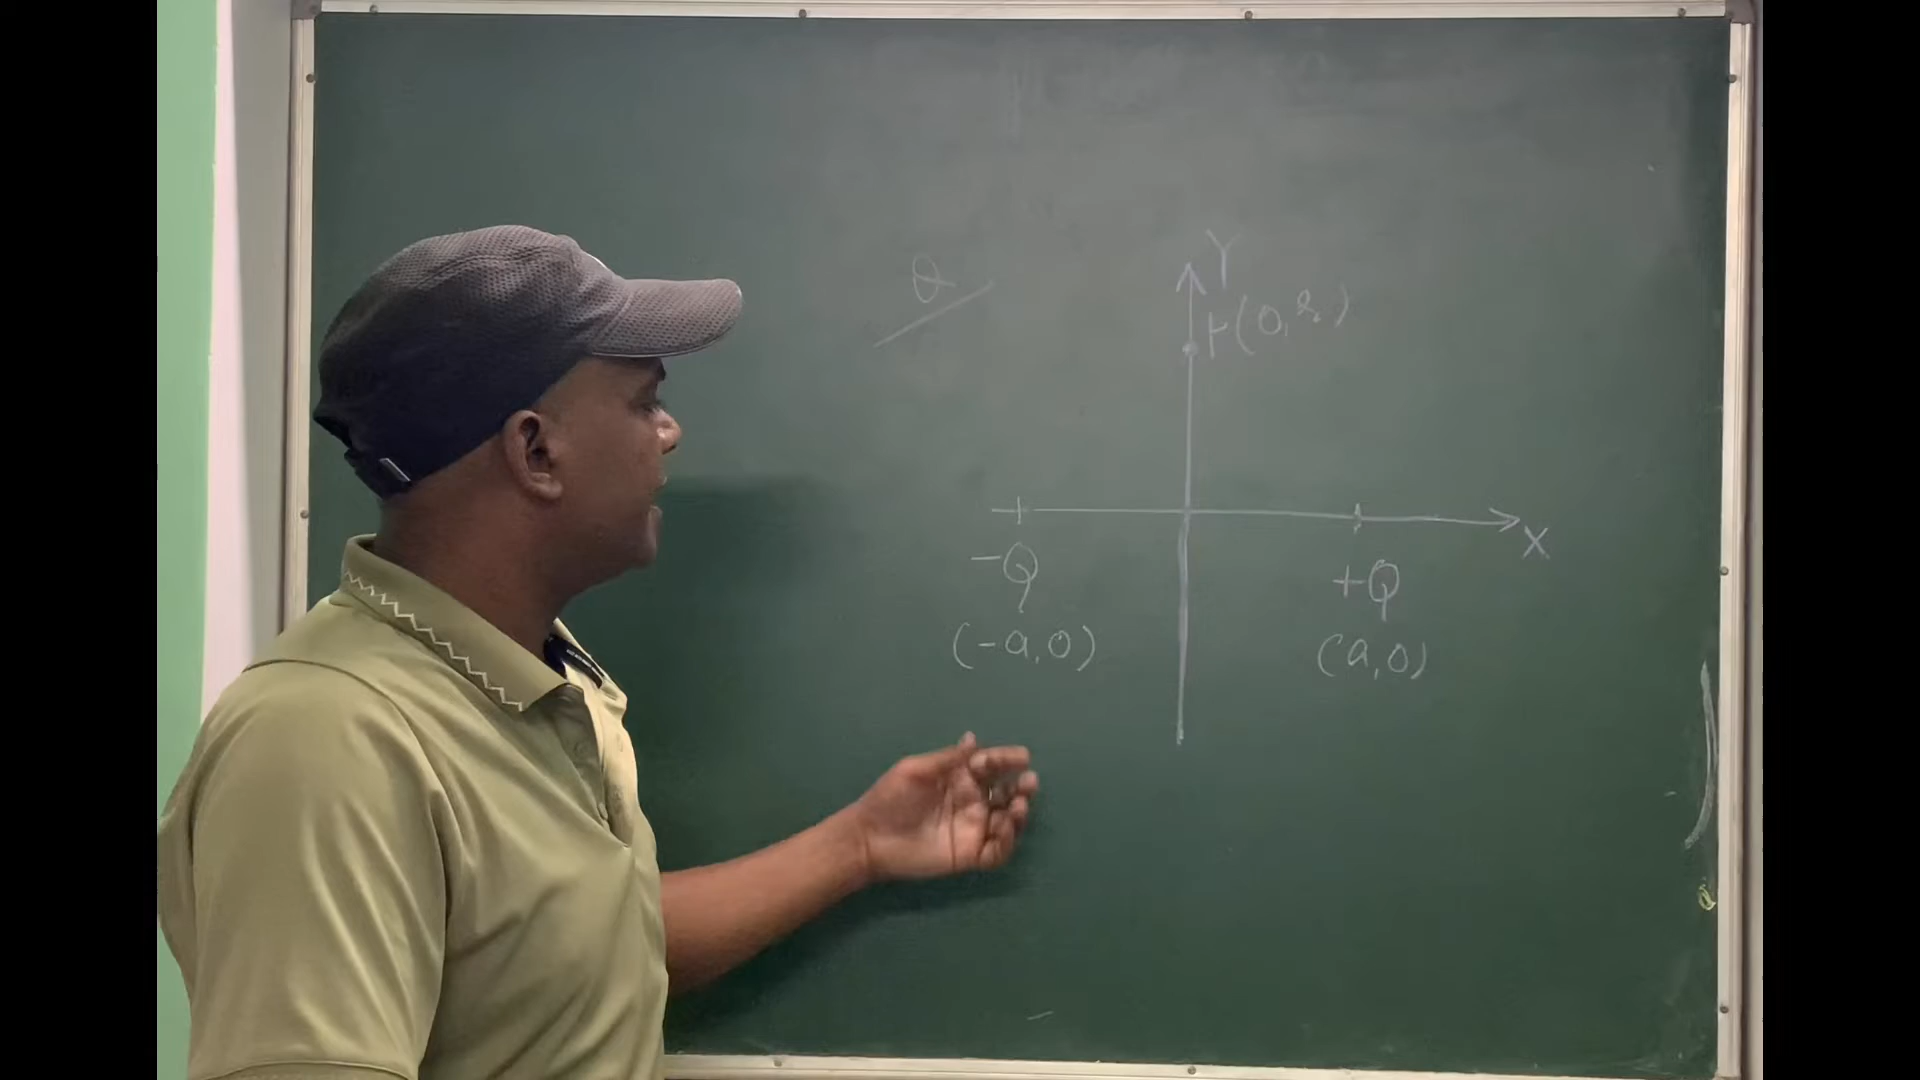 Q
Y
P(0, r)
X
-Q
+Q
(-a, 0)
(a, 0)